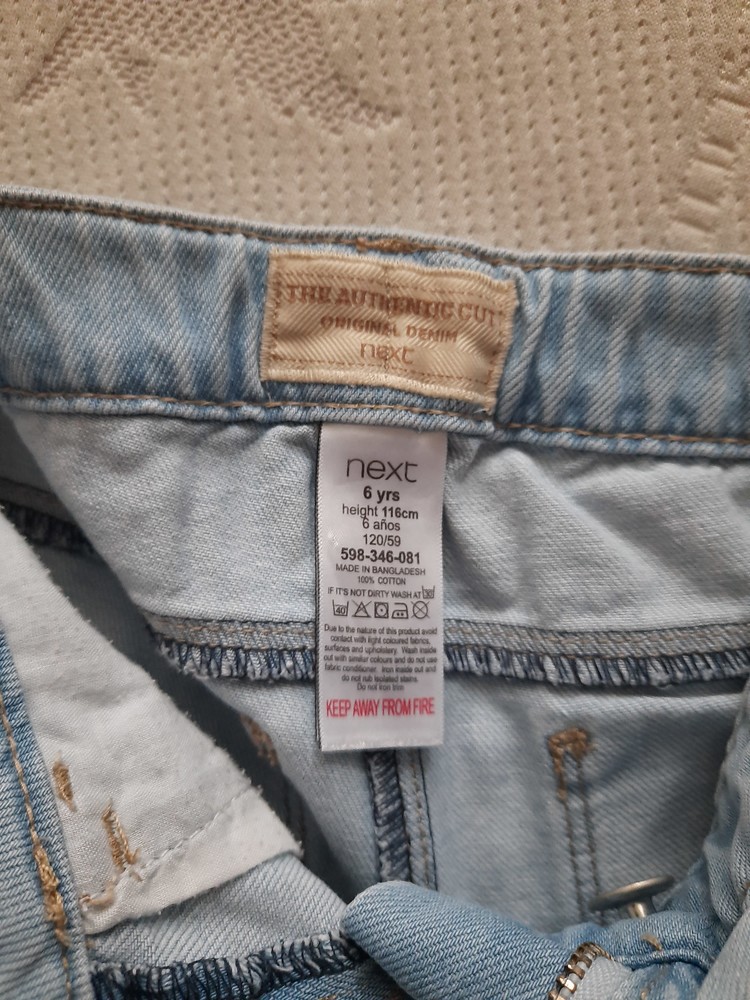 THE AUTHENTIC CUT
ORIGINAL DENIM
next
next
6 yrs
height 116cm
6 años
120/59
598-346-081
MADE IN BANGLADESH
100% COTTON
IF IT'S NOT DIRTY WASH AT 30
40
Due to the nature of this product avoid
contact with light coloured fabrics,
surfaces and upholstery. Wash inside
out with similar colours and do not use
fabric conditioner. Iron inside out and
do not rub isolated stains.
Do not iron trim
KEEP AWAY FROM FIRE